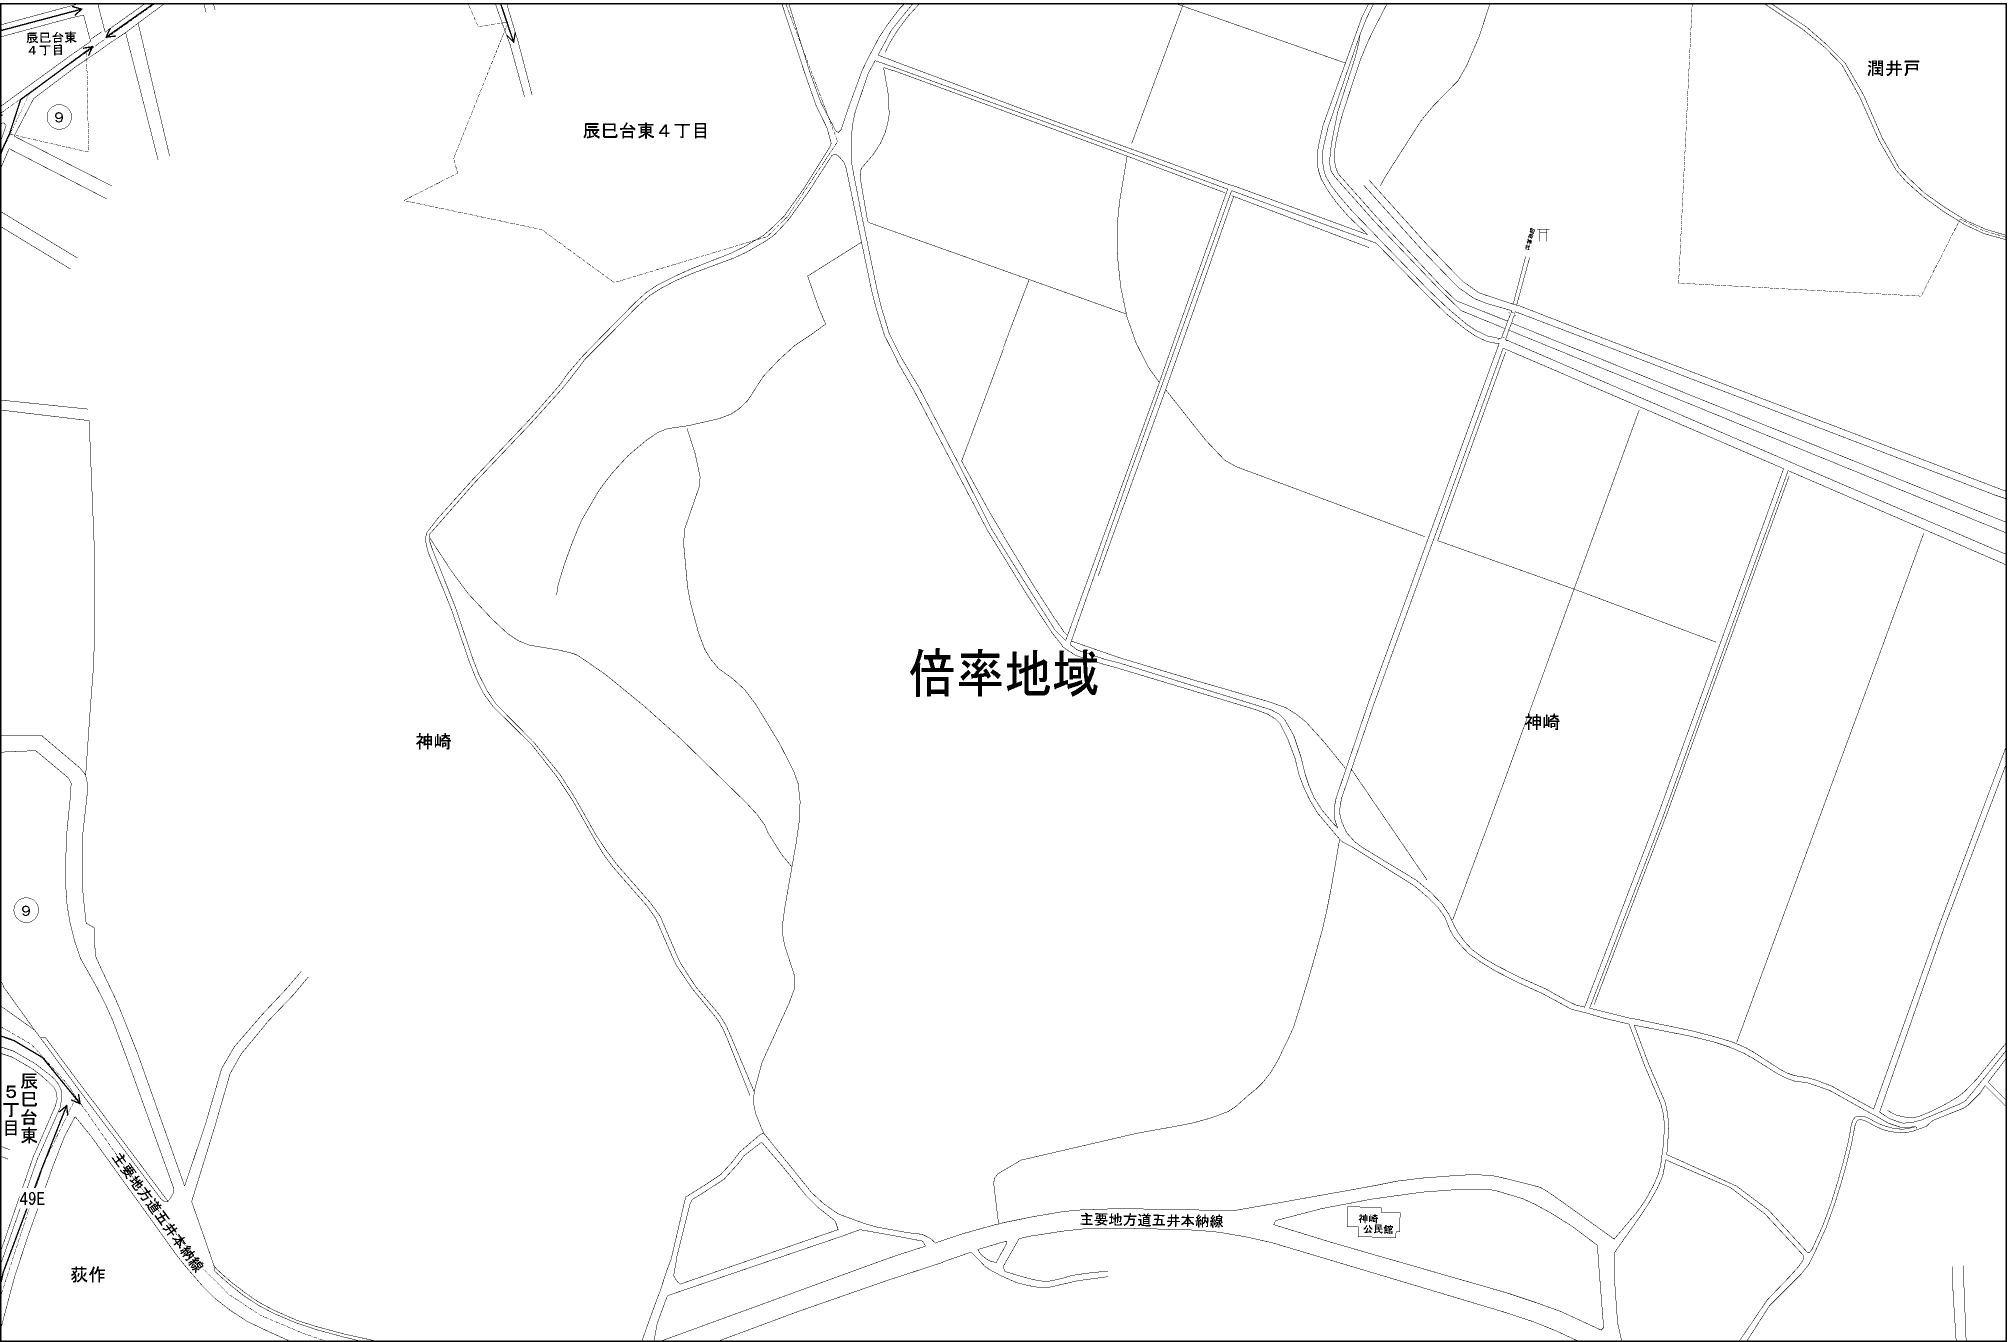 辰巳台東
4丁目
9
辰巳台東4丁目
潤井戸
倍率地域
神崎
神崎
9
辰巳台東
5丁目
49E
主要地方道五井本納線
荻作
主要地方道五井本納線
神崎
公民館